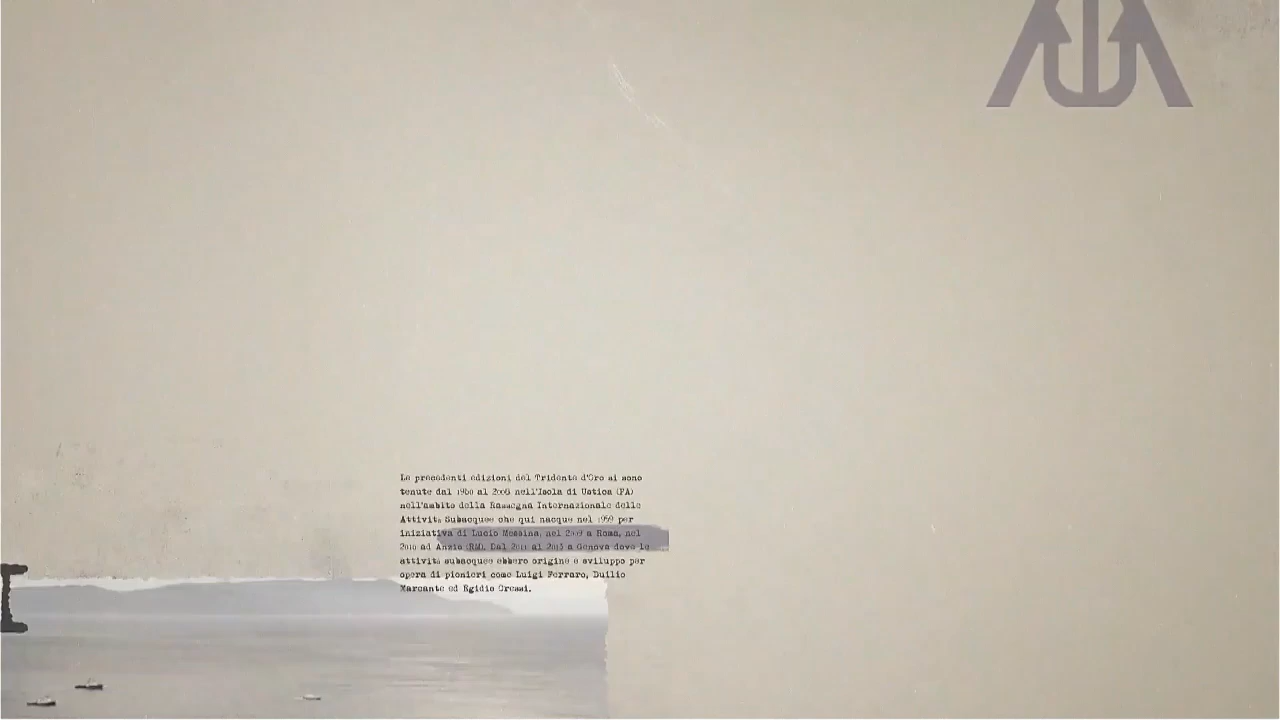 Le precedenti edizioni del Tridente d'Oro si sono
tenute dal 1960 al 2008 nell'Isola di Ustica (PA)
nell'ambito della Rassegna Internazionale delle
Attività Subacquee che qui nacque nel 1959 per
iniziativa di Lucio Messina, nel 2009 a Roma, nel
2010 ad Anzio (RM). Dal 2011 al 2013 a Genova dove le
attività subacquee ebbero origine e sviluppo per
opera di pionieri come Luigi Ferraro, Duilio
Marcante ed Egidio Cressi.